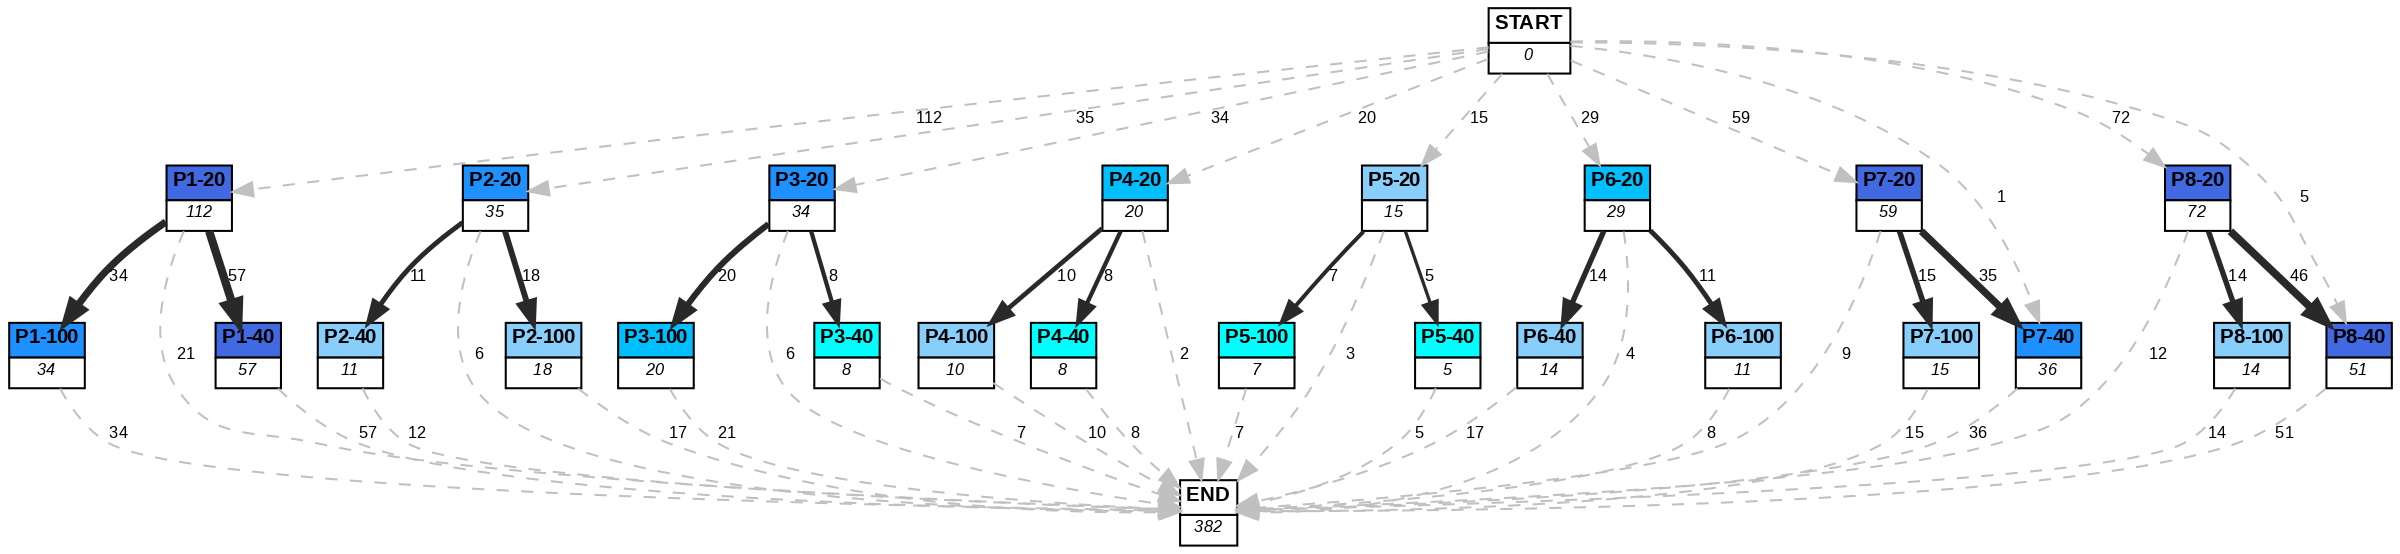 START
0
112
35
34
20
15
29
59
1
72
5
P1-20
112
P2-20
35
P3-20
34
P4-20
20
P5-20
15
P6-20
29
P7-20
59
P8-20
72
34
57
11
18
20
8
10
8
7
5
14
11
15
35
14
46
P1-100
34
21
P1-40
57
P2-40
11
6
P2-100
18
P3-100
20
6
P3-40
8
P4-100
10
P4-40
8
2
P5-100
7
3
P5-40
5
P6-40
14
4
P6-100
11
9
P7-100
15
P7-40
36
12
P8-100
14
P8-40
51
34
57
12
17
21
7
10
8
7
5
17
8
15
36
14
51
END
382